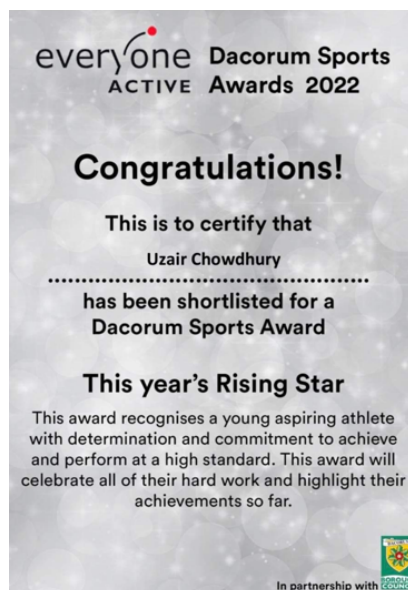 everyone
ACTIVE
Dacorum Sports
Awards 2022
Congratulations!
This is to certify that
Uzair Chowdhury
has been shortlisted for a
Dacorum Sports Award
This year's Rising Star
This award recognises a young aspiring athlete
with determination and commitment to achieve
and perform at a high standard. This award will
celebrate all of their hard work and highlight their
achievements so far.
In partnership with
BOROUGH
COUNCIL